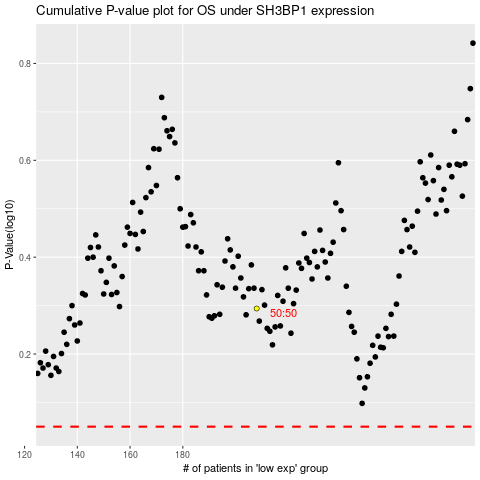 Cumulative P-value plot for OS under SH3BP1 expression
P-Value(log10)
0.8
0.6
0.4
0.2
50:50
120 140 160 180
# of patients in 'low exp' group